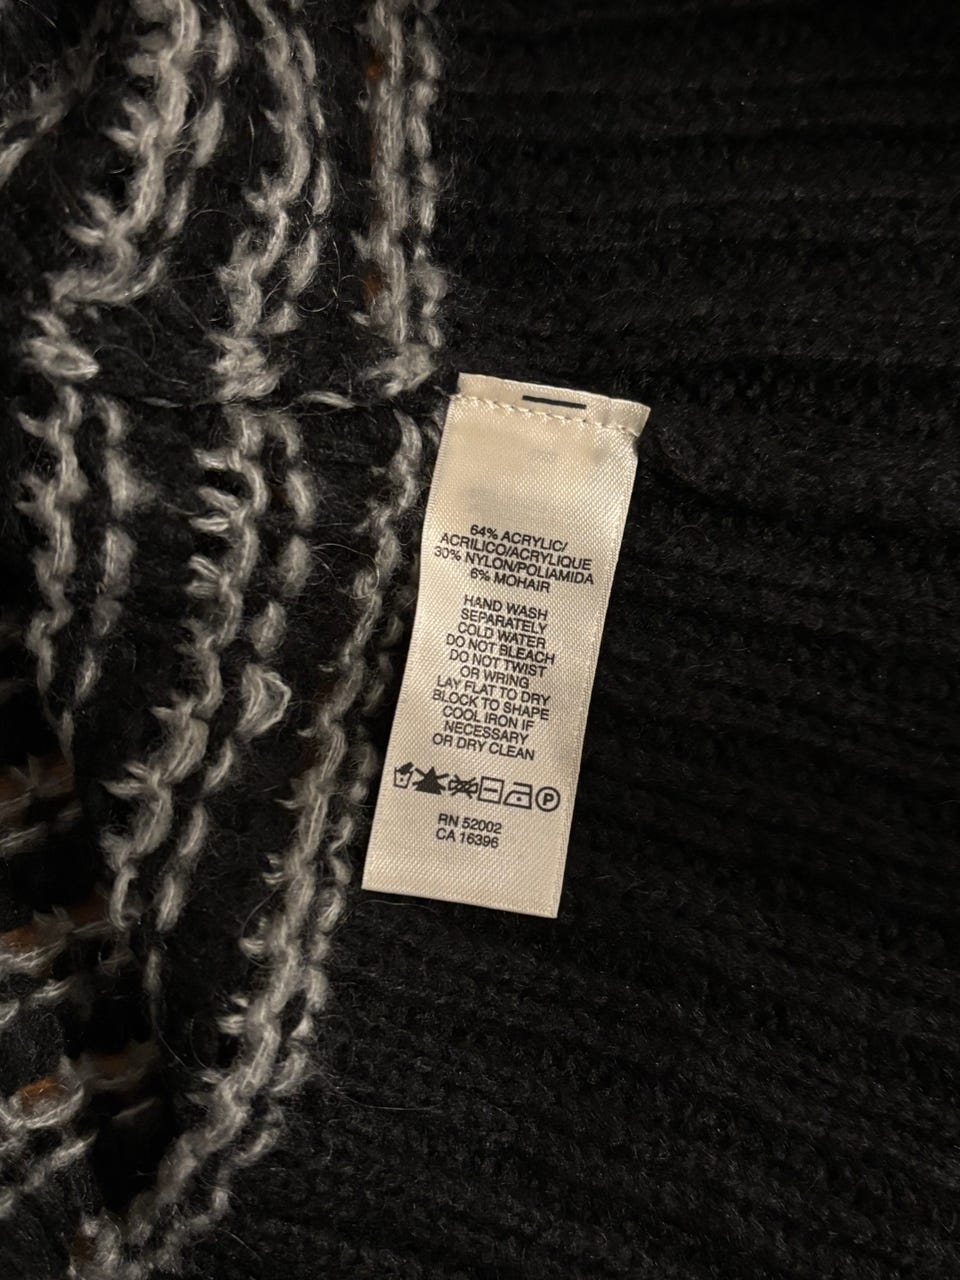 64% ACRYLIC/
ACRILICO/ACRYLIQUE
30% NYLON/POLIAMIDA
6% MOHAIR
HAND WASH
SEPARATELY
COLD WATER
DO NOT BLEACH
DO NOT TWIST
OR WRING
LAY FLAT TO DRY
BLOCK TO SHAPE
COOL IRON IF
NECESSARY
OR DRY CLEAN
P
RN 52002
CA 16396